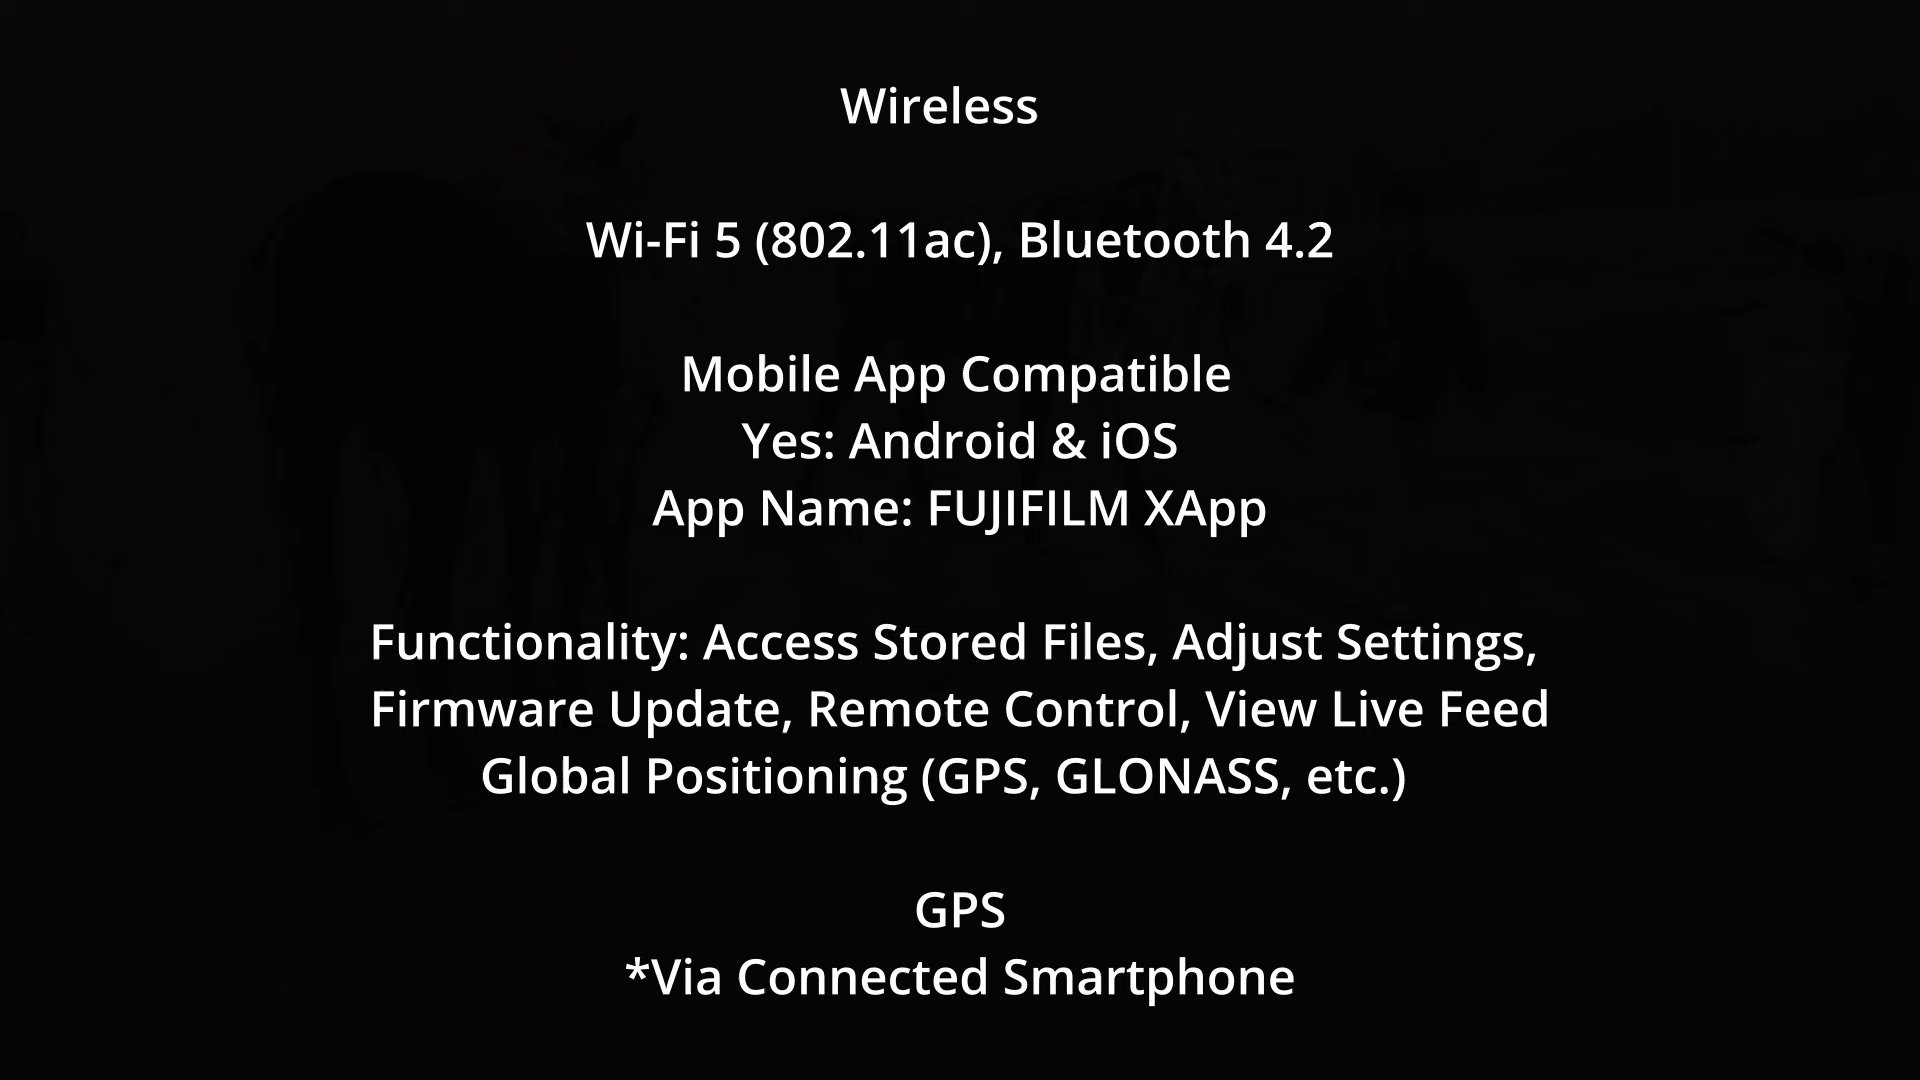 Wireless
Wi-Fi 5 (802.11ac), Bluetooth 4.2
Mobile App Compatible
Yes: Android & iOS
App Name: FUJIFILM XApp
Functionality: Access Stored Files, Adjust Settings,
Firmware Update, Remote Control, View Live Feed
Global Positioning (GPS, GLONASS, etc.)
GPS
*Via Connected Smartphone